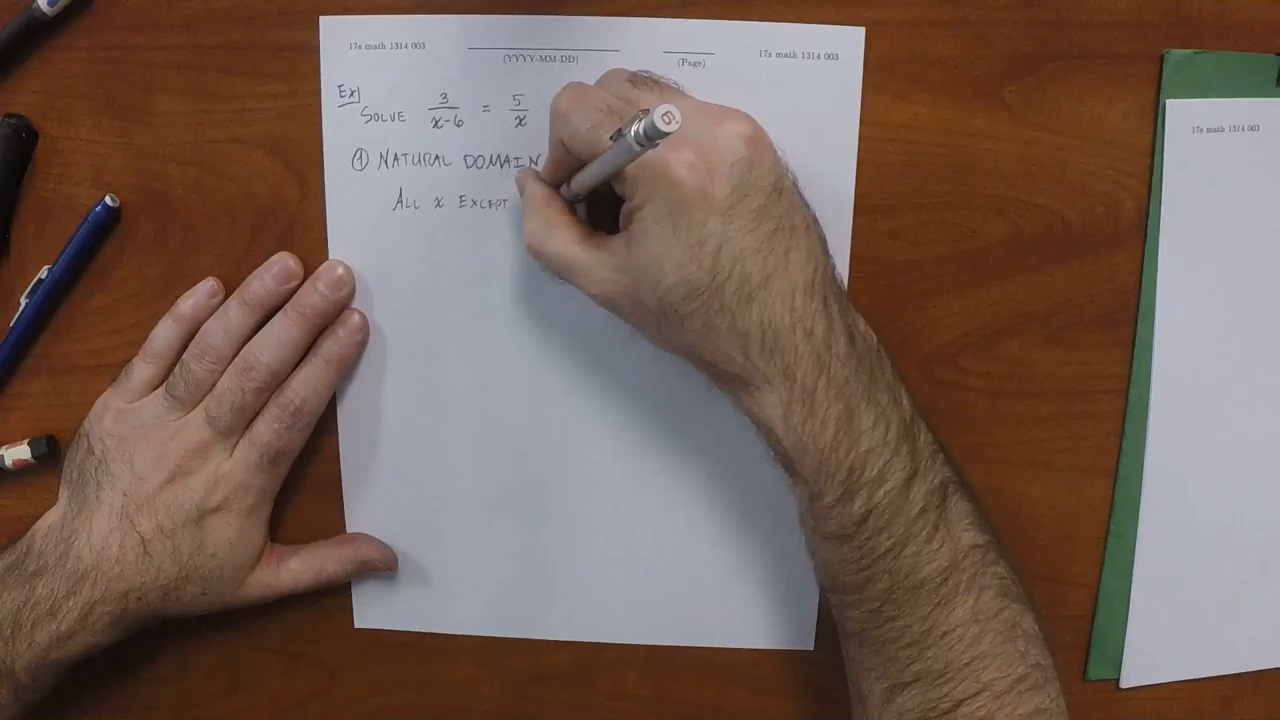 17s math 1314 003 (YYYY-MM-DD) (Page) 17s math 1314 003
Ex]
SOLVE 3/(x-6) = 5/x
① NATURAL DOMAIN
ALL x EXCEPT
6
17s math 1314 003